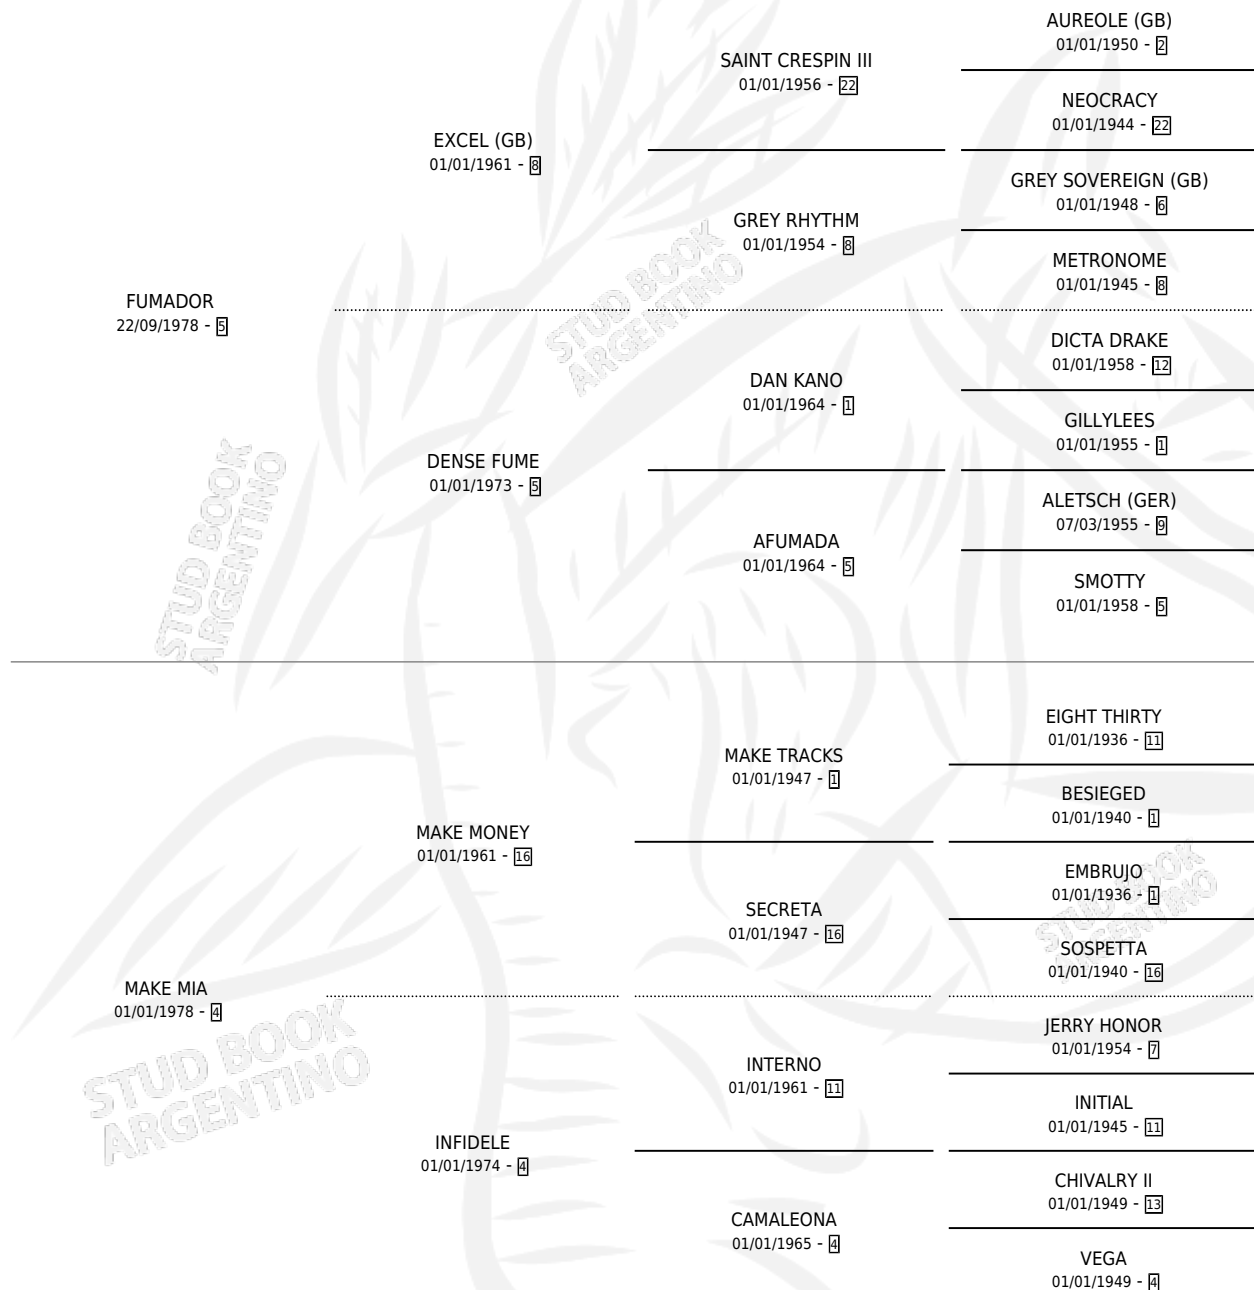 AUREOLE (GB)
01/01/1950 - 2
SAINT CRESPIN III
01/01/1956 - 22
NEOCRACY
01/01/1944 - 22
EXCEL (GB)
01/01/1961 - 8
GREY SOVEREIGN (GB)
01/01/1948 - 6
GREY RHYTHM
01/01/1954 - 8
METRONOME
01/01/1945 - 8
FUMADOR
22/09/1978 - 5
STUD BOOK
ARGENTINO
DICTA DRAKE
01/01/1958 - 12
DAN KANO
01/01/1964 - 1
GILLYLEES
01/01/1955 - 1
DENSE FUME
01/01/1973 - 5
ALETSCH (GER)
07/03/1955 - 9
AFUMADA
01/01/1964 - 5
SMOTTY
01/01/1958 - 5
STUD BOOK
ARGENTINO
EIGHT THIRTY
01/01/1936 - 11
MAKE TRACKS
01/01/1947 - 1
BESIEGED
01/01/1940 - 1
MAKE MONEY
01/01/1961 - 16
EMBRUJO
01/01/1936 - 1
SECRETA
01/01/1947 - 16
STUD BOOK
ARGENTINO
SOSPETTA
01/01/1940 - 16
MAKE MIA
01/01/1978 - 4
STUD BOOK
ARGENTINO
JERRY HONOR
01/01/1954 - 7
INTERNO
01/01/1961 - 11
INITIAL
01/01/1945 - 11
INFIDELE
01/01/1974 - 4
CHIVALRY II
01/01/1949 - 13
CAMALEONA
01/01/1965 - 4
VEGA
01/01/1949 - 4